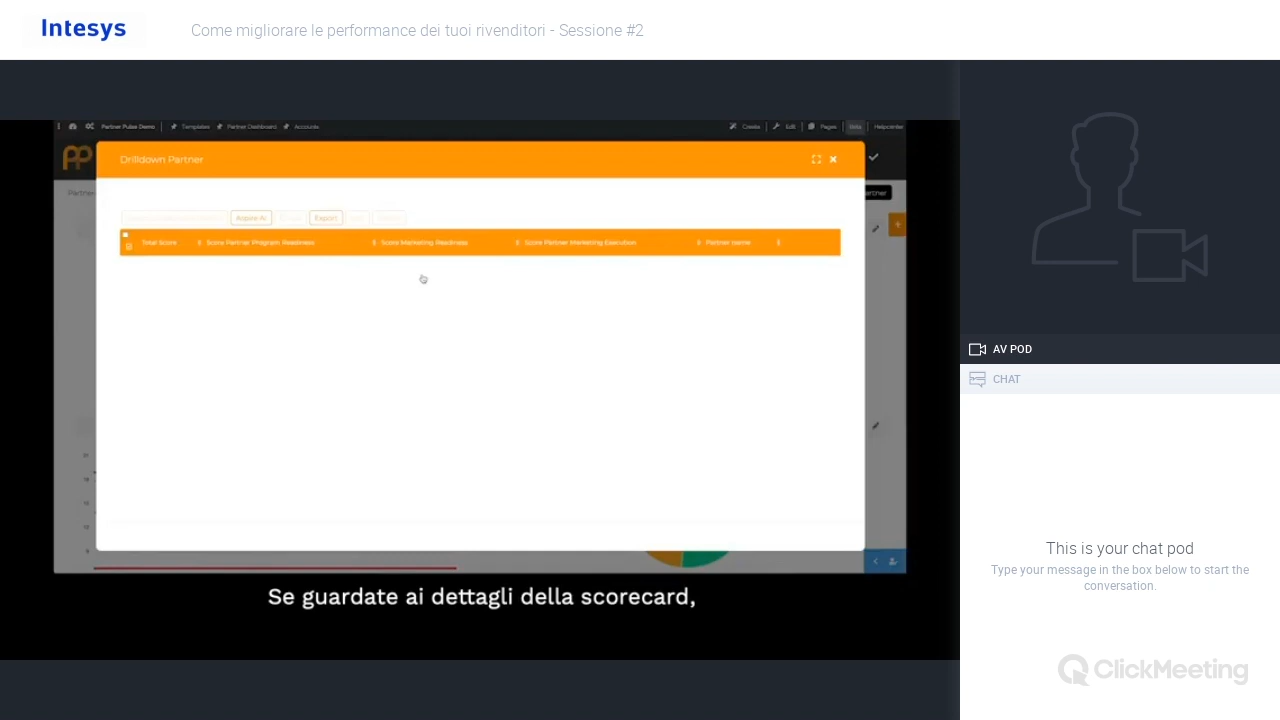 Intesys
Come migliorare le performance dei tuoi rivenditori - Sessione #2
Partner Pulse Demo
Templates
Partner Dashboard
Accounts
Create
Edit
Pages
Beta
Helpcenter
Drilldown Partner
Export
Total Score
Score Partner Program Readiness
Score Marketing Readiness
Score Partner Marketing Execution
Partner Name
Se guardate ai dettagli della scorecard,
AV POD
CHAT
This is your chat pod
Type your message in the box below to start the
conversation.
ClickMeeting